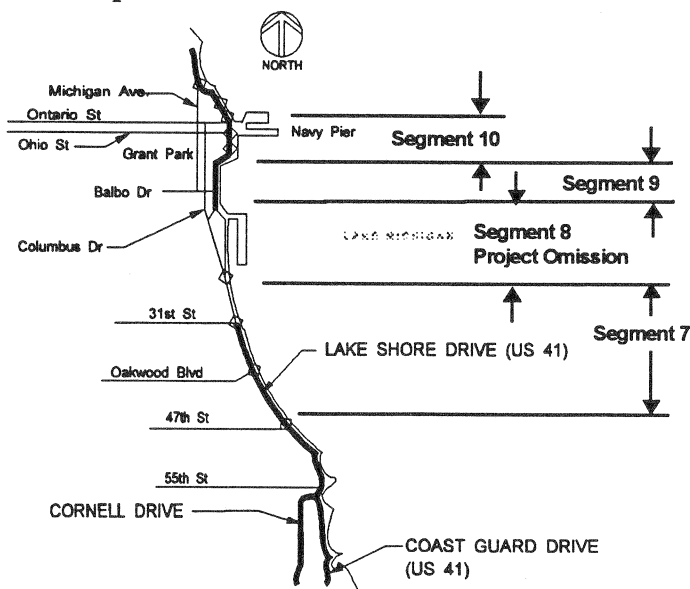 NORTH
Michigan Ave.
Ontario St
Ohio St
Navy Pier
Segment 10
Grant Park
Segment 9
Balbo Dr
Columbus Dr
LAKE MICHIGAN
Segment 8
Project Omission
31st St
Segment 7
LAKE SHORE DRIVE (US 41)
Oakwood Blvd
47th St
55th St
CORNELL DRIVE
COAST GUARD DRIVE
(US 41)